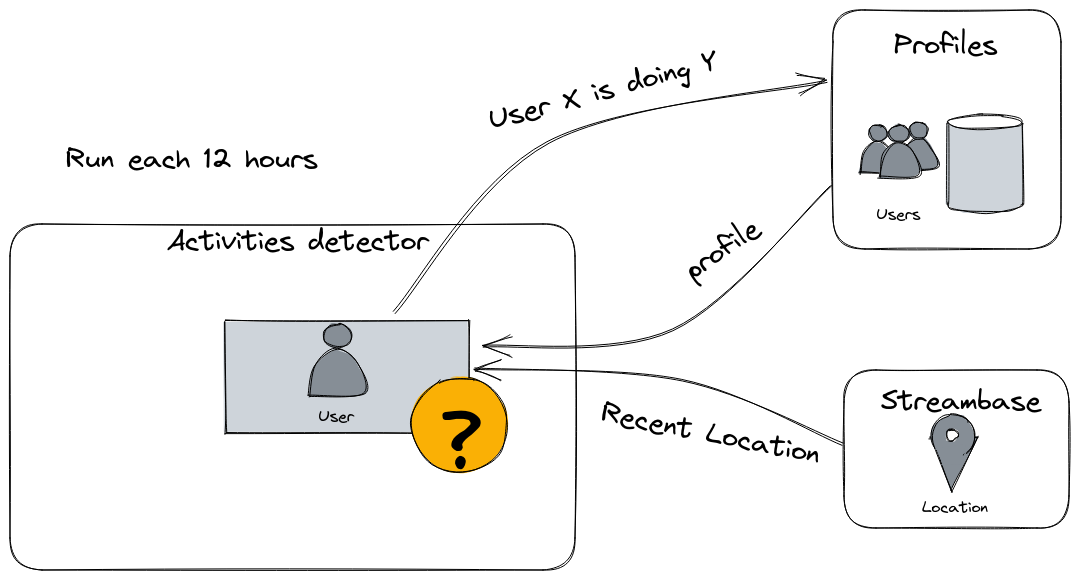 Profiles
User X is doing Y
Run each 12 hours
Users
Activities detector
profile
User
?
Streambase
Recent Location
Location